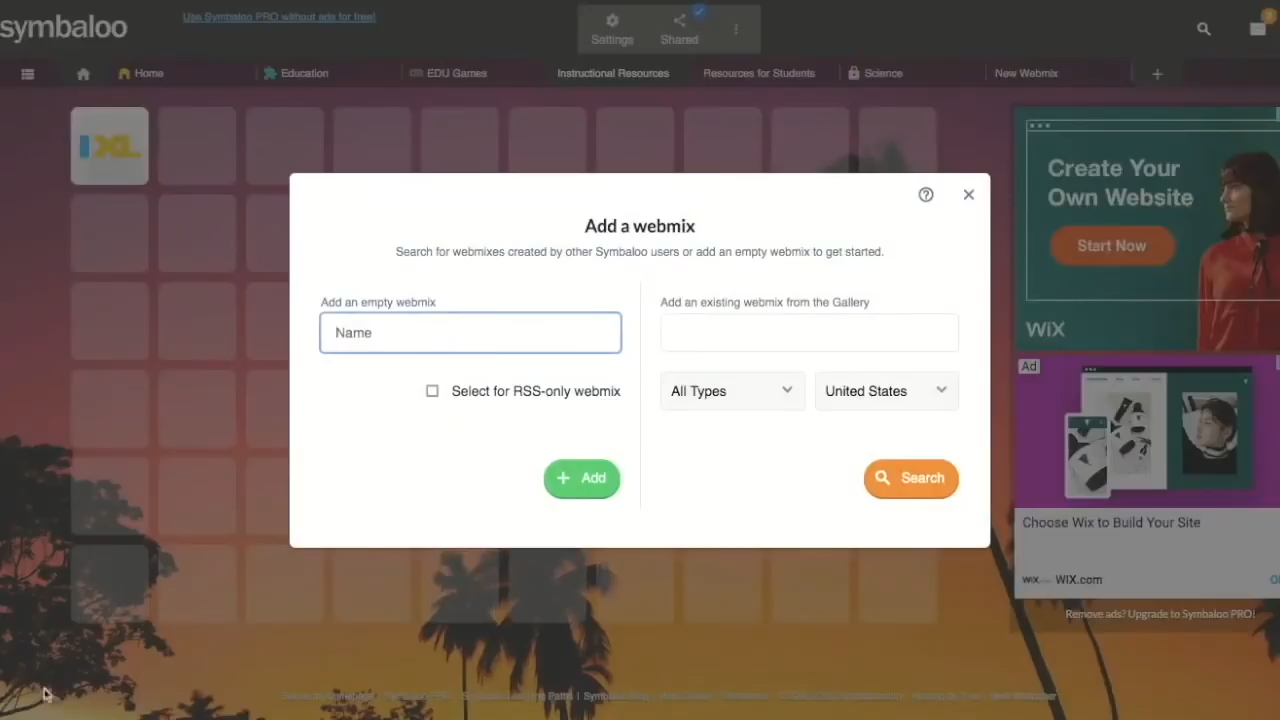 symbaloo
Use Symbaloo PRO without ads for free!
Settings
Shared
Home
Education
EDU Games
Instructional Resources
Resources for Students
Science
New Webmix
IXL
Add a webmix
Search for webmixes created by other Symbaloo users or add an empty webmix to get started.
Add an empty webmix
Name
Select for RSS-only webmix
Add
Add an existing webmix from the Gallery
All Types
United States
Search
Create Your
Own Website
Start Now
WiX
Ad
Choose Wix to Build Your Site
WIX.com
Remove ads? Upgrade to Symbaloo PRO!